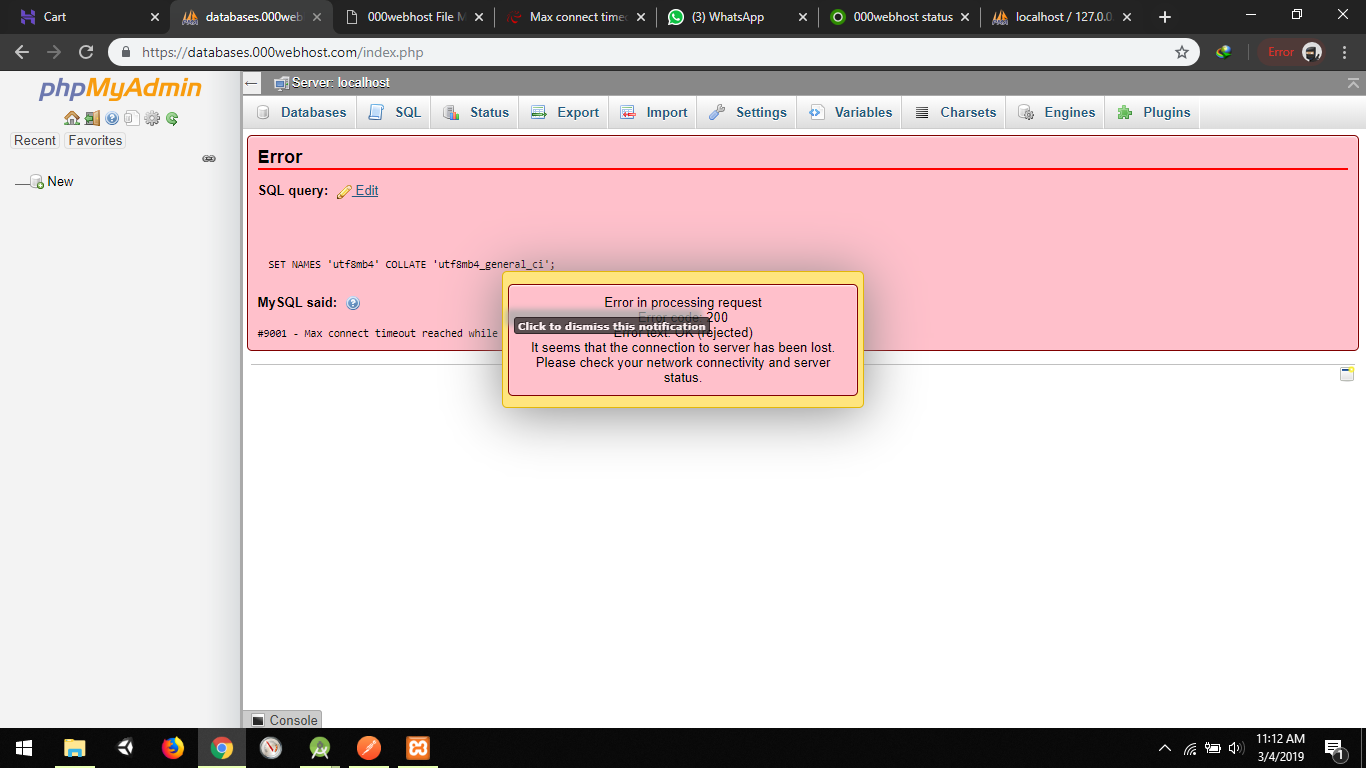 Cart
databases.000web
000webhost File M
Max connect timeo
(3) WhatsApp
000webhost status
localhost / 127.0.0
https://databases.000webhost.com/index.php
Error
phpMyAdmin
Recent
Favorites
New
Server: localhost
Databases
SQL
Status
Export
Import
Settings
Variables
Charsets
Engines
Plugins
Error
SQL query: Edit
SET NAMES 'utf8mb4' COLLATE 'utf8mb4_general_ci';
MySQL said:
#9001 - Max connect timeout reached while
Error in processing request
Error code: 200
Click to dismiss this notification
Error text: OK (rejected)
It seems that the connection to server has been lost.
Please check your network connectivity and server
status.
Console
11:12 AM
3/4/2019
1